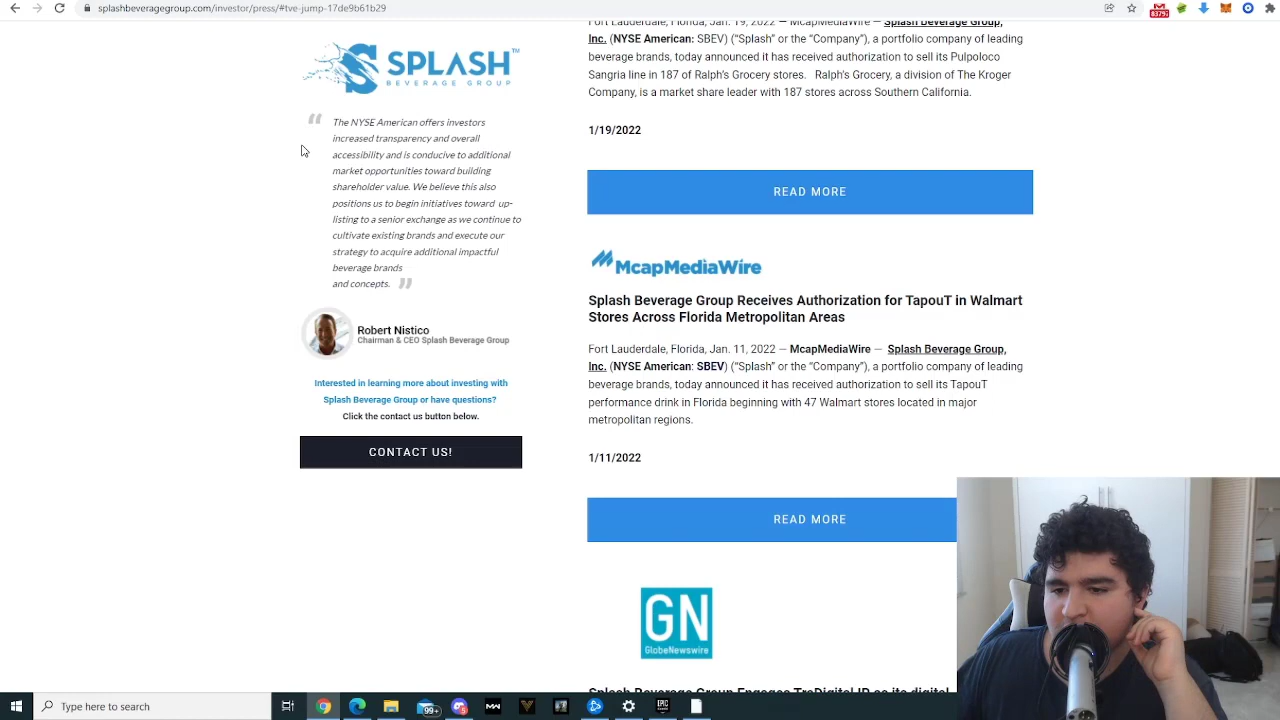 splashbeveragegroup.com/investor/press/#tve-jump-17de9b61b29
83797
SPLASH™
BEVERAGE GROUP
“ The NYSE American offers investors
increased transparency and overall
accessibility and is conducive to additional
market opportunities toward building
shareholder value. We believe this also
positions us to begin initiatives toward up-
listing to a senior exchange as we continue to
cultivate existing brands and execute our
strategy to acquire additional impactful
beverage brands
and concepts. ”
Robert Nistico
Chairman & CEO Splash Beverage Group
Interested in learning more about investing with
Splash Beverage Group or have questions?
Click the contact us button below.
CONTACT US!
Fort Lauderdale, Florida, Jan. 19, 2022 — McapMediaWire — Splash Beverage Group,
Inc. (NYSE American: SBEV) (“Splash” or the “Company”), a portfolio company of leading
beverage brands, today announced it has received authorization to sell its Pulpoloco
Sangria line in 187 of Ralph’s Grocery stores. Ralph’s Grocery, a division of The Kroger
Company, is a market share leader with 187 stores across Southern California.
1/19/2022
READ MORE
McapMediaWire
Splash Beverage Group Receives Authorization for TapouT in Walmart
Stores Across Florida Metropolitan Areas
Fort Lauderdale, Florida, Jan. 11, 2022 — McapMediaWire — Splash Beverage Group,
Inc. (NYSE American: SBEV) (“Splash” or the “Company”), a portfolio company of leading
beverage brands, today announced it has received authorization to sell its TapouT
performance drink in Florida beginning with 47 Walmart stores located in major
metropolitan regions.
1/11/2022
READ MORE
GN
GlobeNewswire
Splash Beverage Group Engages TraDigital IR as its digital
Type here to search
99+
EPIC